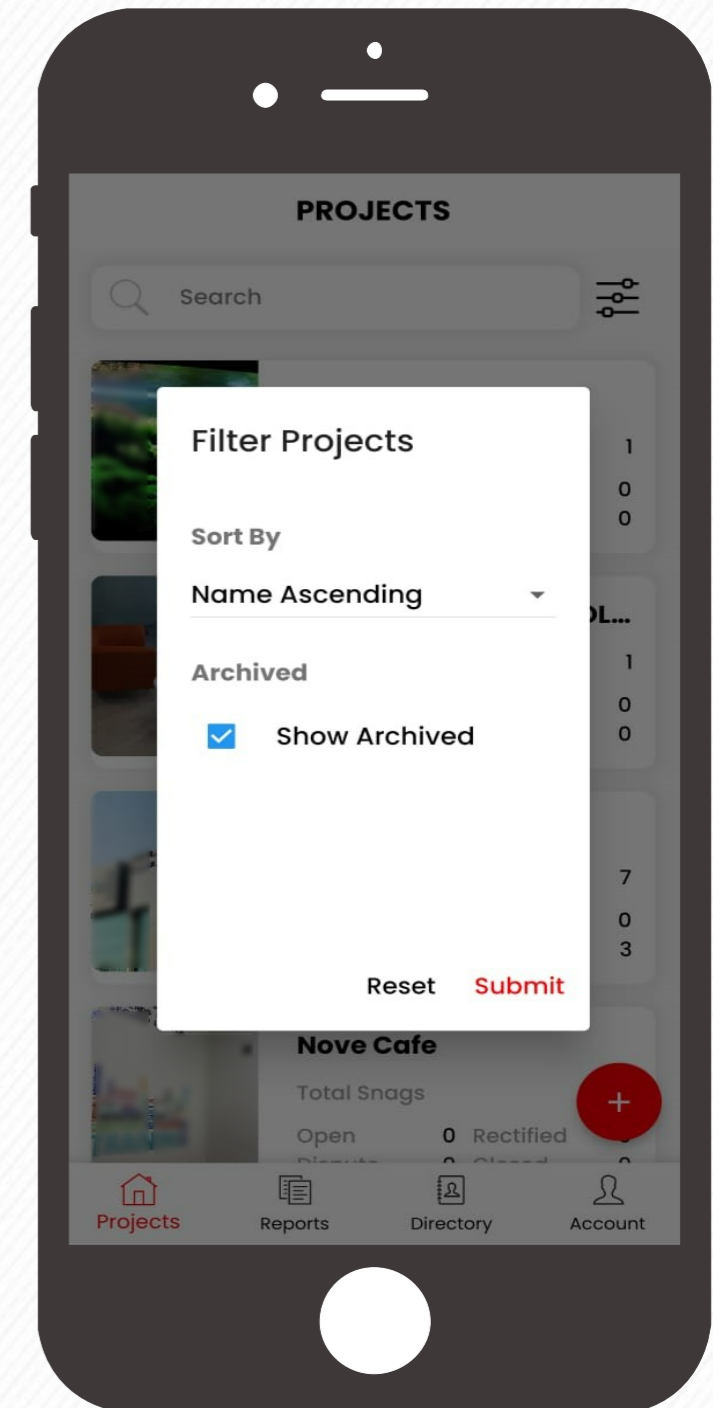 PROJECTS
Search
Filter Projects
1
0
0
Sort By
Name Ascending
OL...
1
0
0
Archived
Show Archived
7
0
3
Reset Submit
Nove Cafe
Total Snags
+
Open 0 Rectified
Projects Reports Directory Account